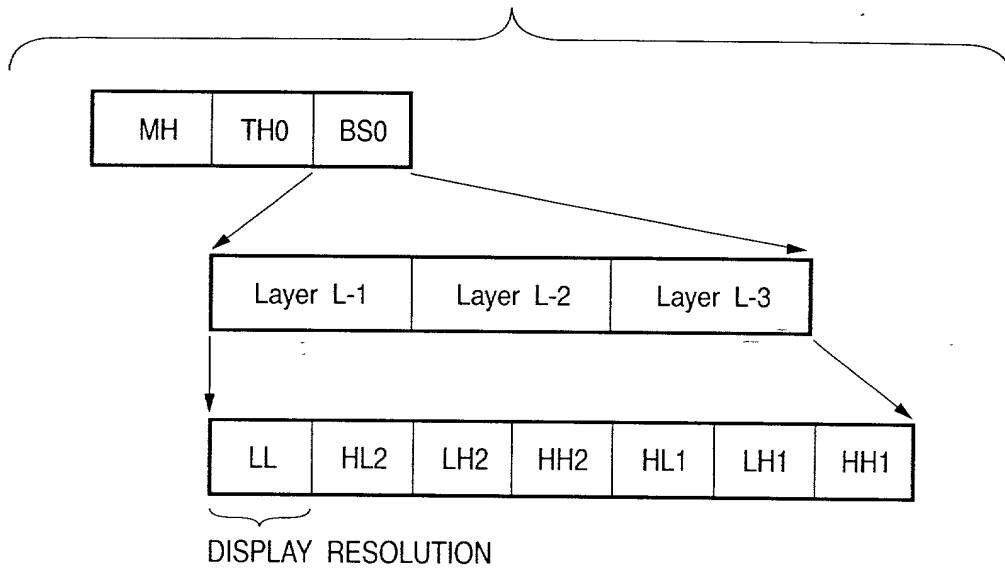 MH TH0 BS0
Layer L-1 Layer L-2 Layer L-3
LL HL2 LH2 HH2 HL1 LH1 HH1
DISPLAY RESOLUTION